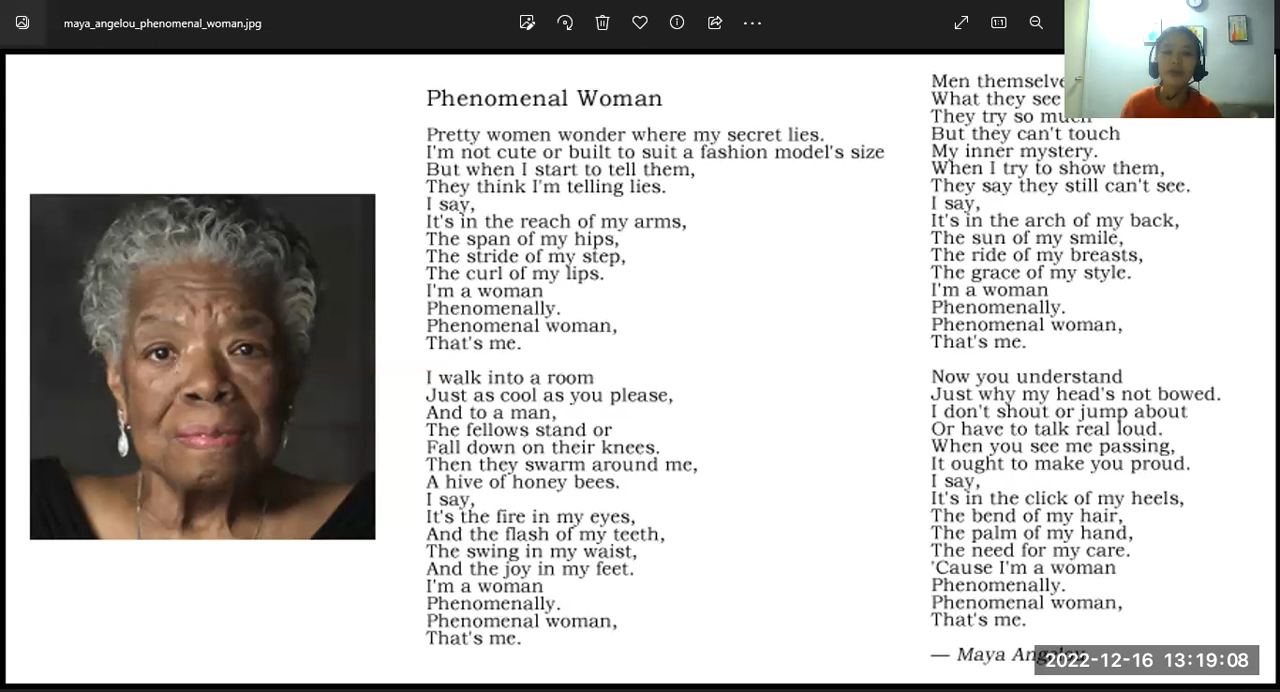 maya_angelou_phenomenal_woman.jpg
Phenomenal Woman
Pretty women wonder where my secret lies.
I'm not cute or built to suit a fashion model's size
But when I start to tell them,
They think I'm telling lies.
I say,
It's in the reach of my arms,
The span of my hips,
The stride of my step,
The curl of my lips.
I'm a woman
Phenomenally.
Phenomenal woman,
That's me.
I walk into a room
Just as cool as you please,
And to a man,
The fellows stand or
Fall down on their knees.
Then they swarm around me,
A hive of honey bees.
I say,
It's the fire in my eyes,
And the flash of my teeth,
The swing in my waist,
And the joy in my feet.
I'm a woman
Phenomenally.
Phenomenal woman,
That's me.
Men
What they see
They try so much
But they can't touch
My inner mystery.
When I try to show them,
They say they still can't see.
I say,
It's in the arch of my back,
The sun of my smile,
The ride of my breasts,
The grace of my style.
I'm a woman
Phenomenally.
Phenomenal woman,
That's me.
Now you understand
Just why my head's not bowed.
I don't shout or jump about
Or have to talk real loud.
When you see me passing,
It ought to make you proud.
I say,
It's in the click of my heels,
The bend of my hair,
The palm of my hand,
The need for my care.
'Cause I'm a woman
Phenomenally.
Phenomenal woman,
That's me.
— Maya
2022-12-16 13:19:08